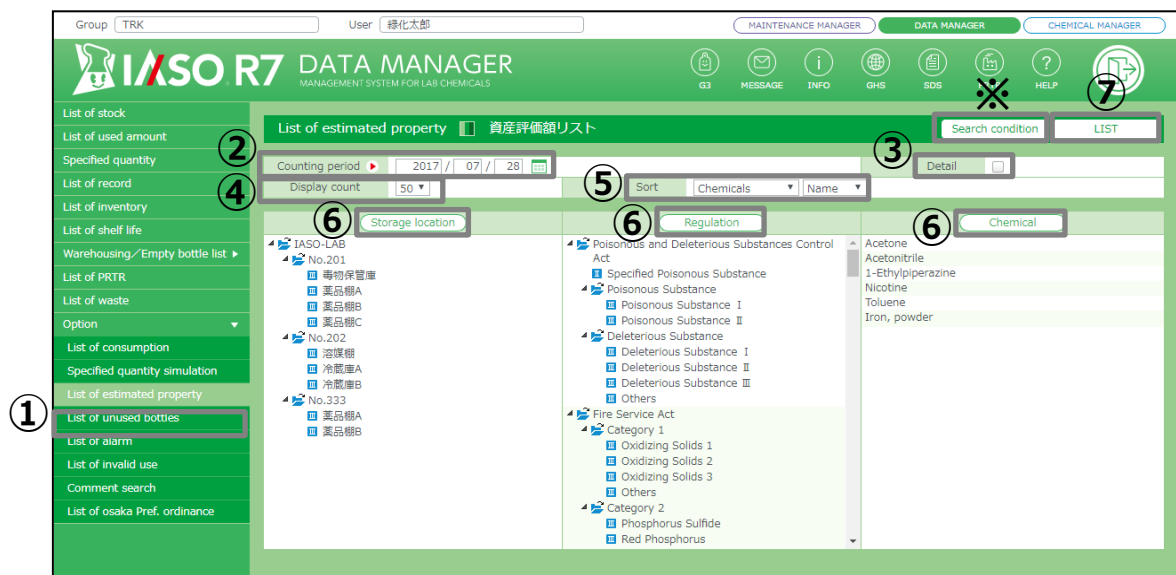 Group TRK User 緑化太郎 MAINTENANCE MANAGER DATA MANAGER CHEMICAL MANAGER
IASO R7 DATA MANAGER
MANAGEMENT SYSTEM FOR LAB CHEMICALS
G3 MESSAGE INFO GHS SDS HELP
※ ⑦
List of stock
List of used amount
Specified quantity
List of record
List of inventory
List of shelf life
Warehousing／Empty bottle list ▶
List of PRTR
List of waste
Option ▼
List of consumption
Specified quantity simulation
List of estimated property
① List of unused bottles
List of alarm
List of invalid use
Comment search
List of osaka Pref. ordinance
List of estimated property 資産評価額リスト Search condition LIST
② Counting period 2017 / 07 / 28 ③ Detail
④ Display count 50 ▼ ⑤ Sort Chemicals ▼ Name ▼
⑥ Storage location ⑥ Regulation ⑥ Chemical
IASO-LAB
No.201
毒物保管庫
薬品棚A
薬品棚B
薬品棚C
No.202
溶媒棚
冷蔵庫A
冷蔵庫B
No.333
薬品棚A
薬品棚B
Poisonous and Deleterious Substances Control
Act
Specified Poisonous Substance
Poisonous Substance
Poisonous Substance Ⅰ
Poisonous Substance Ⅱ
Deleterious Substance
Deleterious Substance Ⅰ
Deleterious Substance Ⅱ
Deleterious Substance Ⅲ
Others
Fire Service Act
Category 1
Oxidizing Solids 1
Oxidizing Solids 2
Oxidizing Solids 3
Others
Category 2
Phosphorus Sulfide
Red Phosphorus
Acetone
Acetonitrile
1-Ethylpiperazine
Nicotine
Toluene
Iron, powder